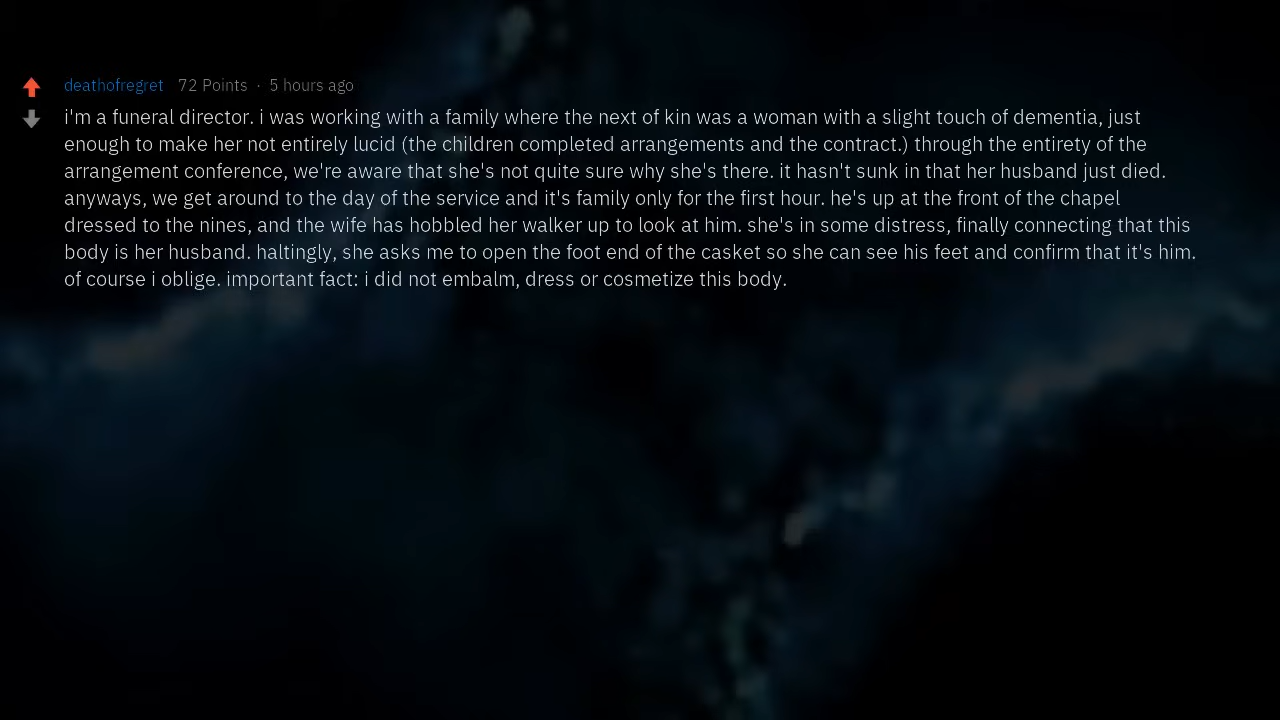 deathofregret 72 Points · 5 hours ago
i'm a funeral director. i was working with a family where the next of kin was a woman with a slight touch of dementia, just
enough to make her not entirely lucid (the children completed arrangements and the contract.) through the entirety of the
arrangement conference, we're aware that she's not quite sure why she's there. it hasn't sunk in that her husband just died.
anyways, we get around to the day of the service and it's family only for the first hour. he's up at the front of the chapel
dressed to the nines, and the wife has hobbled her walker up to look at him. she's in some distress, finally connecting that this
body is her husband. haltingly, she asks me to open the foot end of the casket so she can see his feet and confirm that it's him.
of course i oblige. important fact: i did not embalm, dress or cosmetize this body.